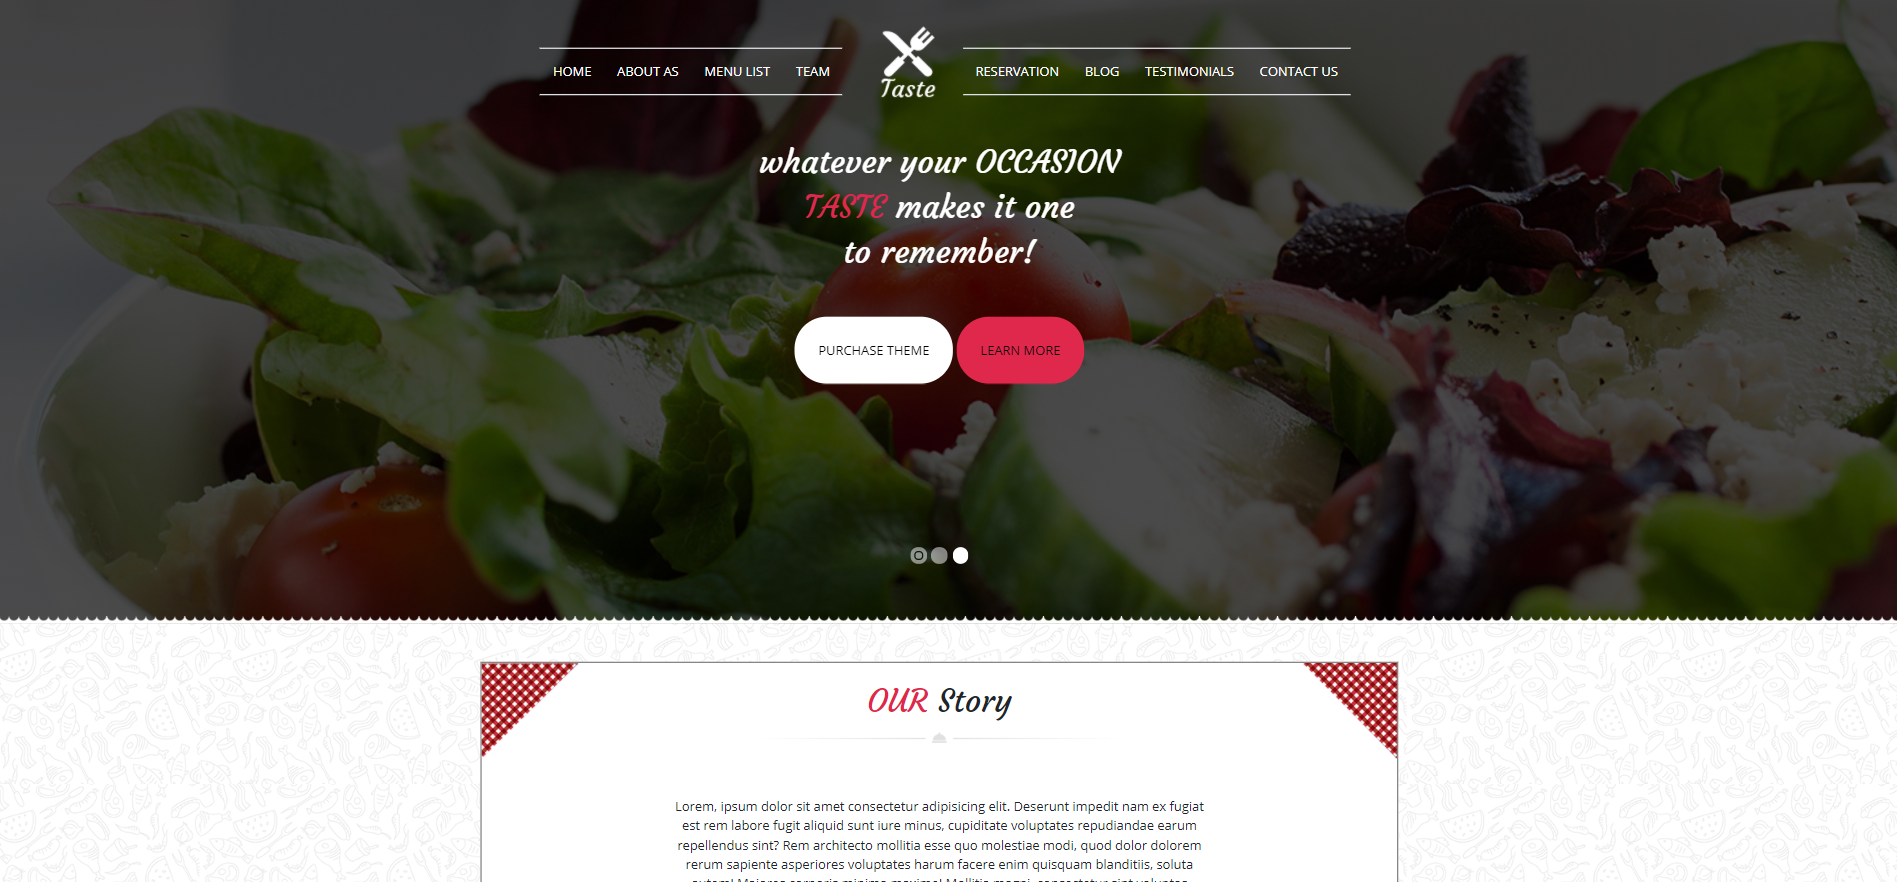 HOME ABOUT AS MENU LIST TEAM
Taste
RESERVATION BLOG TESTIMONIALS CONTACT US
whatever your OCCASION
TASTE makes it one
to remember!
PURCHASE THEME LEARN MORE
OUR Story
Lorem, ipsum dolor sit amet consectetur adipisicing elit. Deserunt impedit nam ex fugiat
est rem labore fugit aliquid sunt iure minus, cupiditate voluptates repudiandae earum
repellendus sint? Rem architecto mollitia esse quo molestiae modi, quod dolor dolorem
rerum sapiente asperiores voluptates harum facere enim quisquam blanditiis, soluta